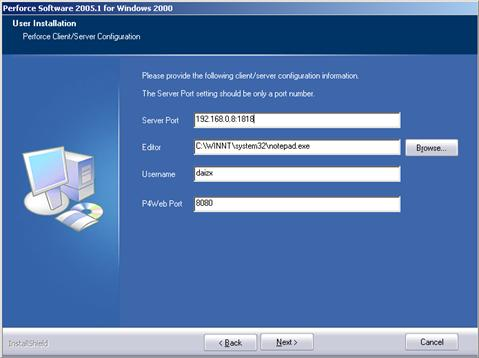 Perforce Software 2005.1 for Windows 2000
User Installation
Perforce Client/Server Configuration
Please provide the following client/server configuration information.
The Server Port setting should be only a port number.
Server Port 192.168.0.8:1818
Editor C:\WINNT\system32\notepad.exe Browse...
Username daizx
P4Web Port 8080
InstallShield
< Back Next > Cancel